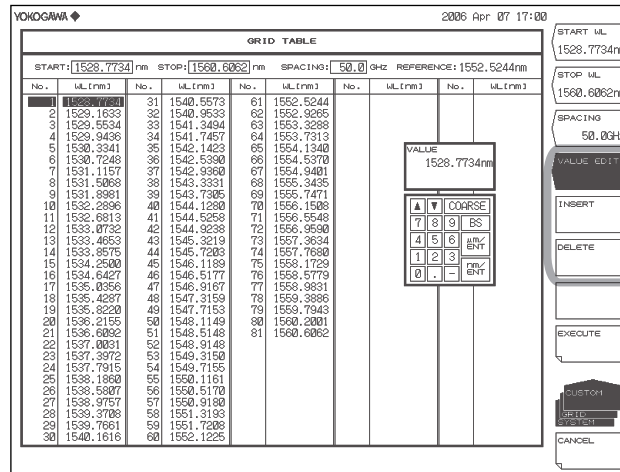 YOKOGAWA 2006 Apr 07 17:00
GRID TABLE
START: 1528.7734 nm STOP: 1560.6062 nm SPACING: 50.0 GHz REFERENCE: 1552.5244nm
No. WL[nm] No. WL[nm] No. WL[nm] No. WL[nm] No. WL[nm]
1 1528.7734 31 1540.5573 61 1552.5244
2 1529.1633 32 1540.9533 62 1552.9265
3 1529.5534 33 1541.3494 63 1553.3288
4 1529.9436 34 1541.7457 64 1553.7313
5 1530.3341 35 1542.1423 65 1554.1340
6 1530.7248 36 1542.5390 66 1554.5370
7 1531.1157 37 1542.9360 67 1554.9401
8 1531.5068 38 1543.3331 68 1555.3435
9 1531.8981 39 1543.7305 69 1555.7471
10 1532.2896 40 1544.1280 70 1556.1508
11 1532.6813 41 1544.5258 71 1556.5548
12 1533.0732 42 1544.9238 72 1556.9590
13 1533.4653 43 1545.3219 73 1557.3634
14 1533.8575 44 1545.7203 74 1557.7680
15 1534.2500 45 1546.1189 75 1558.1729
16 1534.6427 46 1546.5177 76 1558.5779
17 1535.0356 47 1546.9167 77 1558.9831
18 1535.4287 48 1547.3159 78 1559.3886
19 1535.8220 49 1547.7153 79 1559.7943
20 1536.2155 50 1548.1149 80 1560.2001
21 1536.6092 51 1548.5148 81 1560.6062
22 1537.0031 52 1548.9148
23 1537.3972 53 1549.3150
24 1537.7915 54 1549.7155
25 1538.1860 55 1550.1161
26 1538.5807 56 1550.5170
27 1538.9757 57 1550.9180
28 1539.3708 58 1551.3193
29 1539.7661 59 1551.7208
30 1540.1616 60 1552.1225
VALUE
1528.7734nm
COARSE
7 8 9 BS
4 5 6 µm/ENT
1 2 3
0 . - nm/ENT
START WL
1528.7734nm
STOP WL
1560.6062nm
SPACING
50.0GHz
VALUE EDIT
INSERT
DELETE
EXECUTE
CUSTOM
GRID
SYSTEM
CANCEL